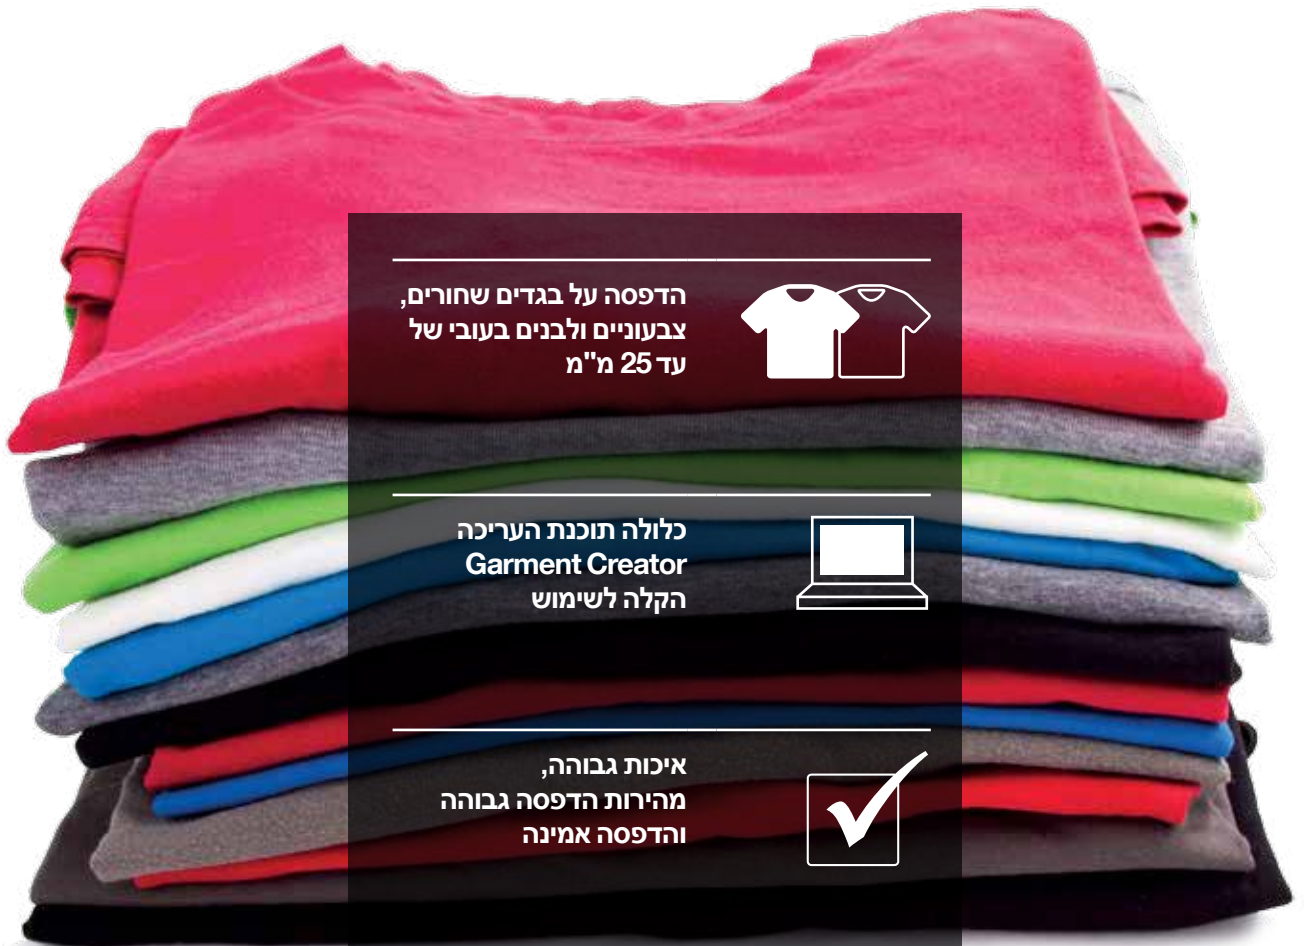 הדפסה על בגדים שחורים,
צבעוניים ולבנים בעובי של
עד 25 מ"מ
כלולה תוכנת העריכה
Garment Creator
הקלה לשימוש
איכות גבוהה,
מהירות הדפסה גבוהה
והדפסה אמינה